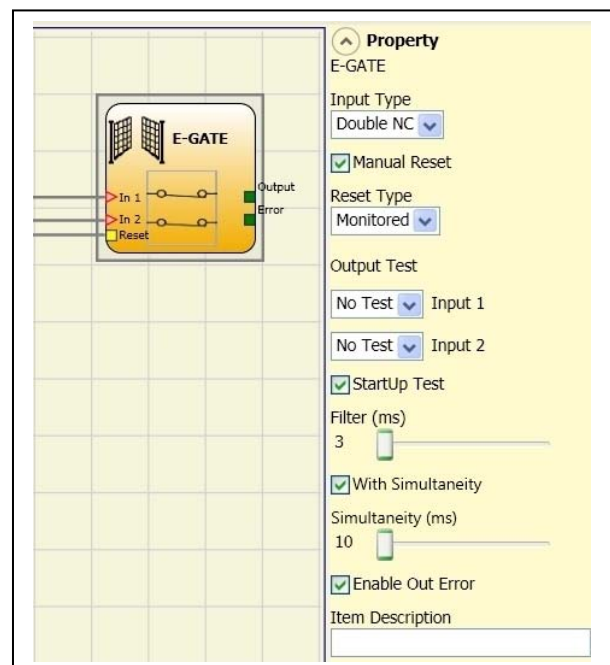 E-GATE
In 1
In 2
Reset
Output
Error
Property
E-GATE
Input Type
Double NC
Manual Reset
Reset Type
Monitored
Output Test
No Test Input 1
No Test Input 2
StartUp Test
Filter (ms)
3
With Simultaneity
Simultaneity (ms)
10
Enable Out Error
Item Description